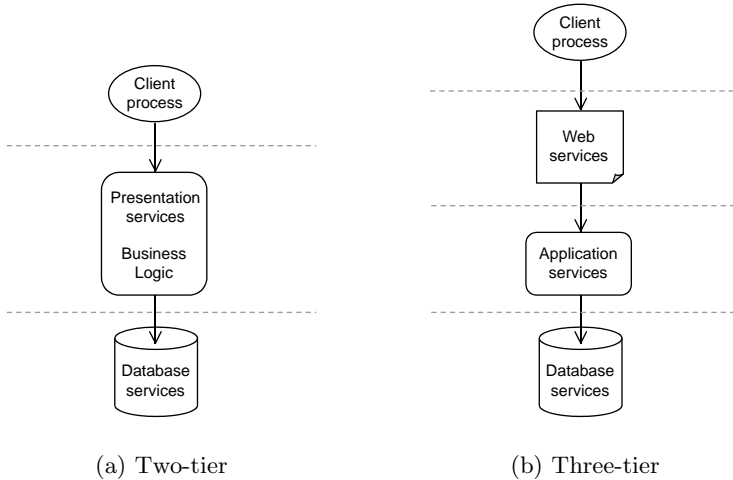 Client
process
Presentation
services
Business
Logic
Database
services
(a) Two-tier
Client
process
Web
services
Application
services
Database
services
(b) Three-tier